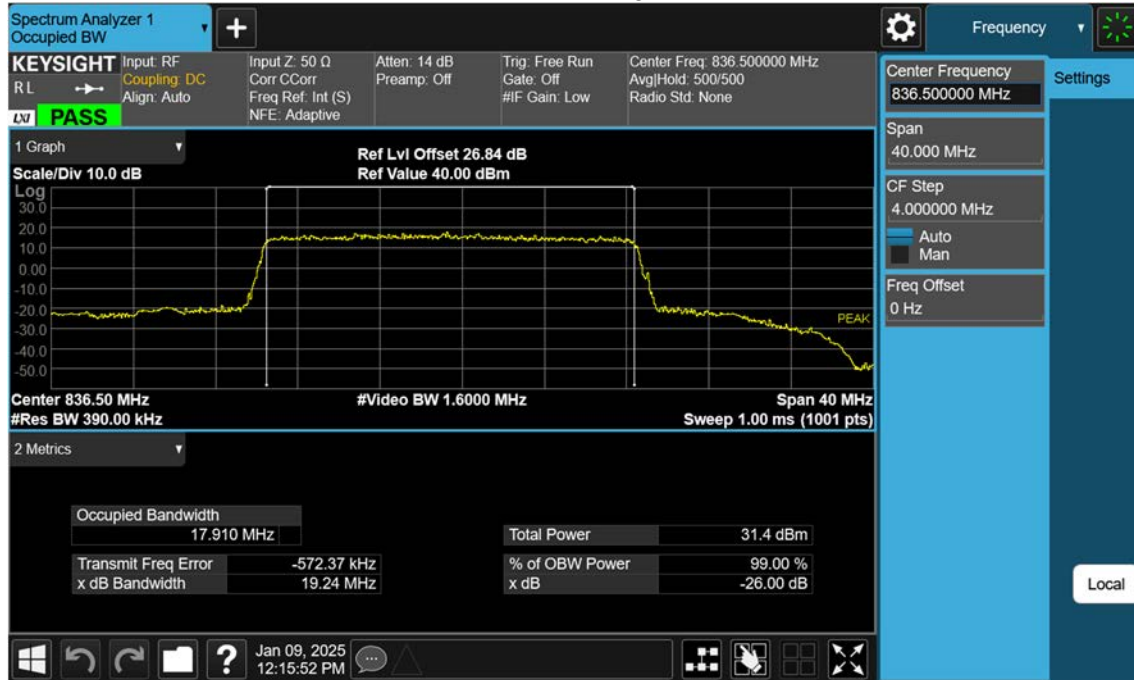 Spectrum Analyzer 1
Occupied BW
+
Frequency
KEYSIGHT
RL
LXI
PASS
Input: RF
Coupling: DC
Align: Auto
Input Z: 50 Ω
Corr CCorr
Freq Ref: Int (S)
NFE: Adaptive
Atten: 14 dB
Preamp: Off
Trig: Free Run
Gate: Off
#IF Gain: Low
Center Freq: 836.500000 MHz
Avg|Hold: 500/500
Radio Std: None
Center Frequency
836.500000 MHz
Settings
Span
40.000 MHz
CF Step
4.000000 MHz
Auto
Man
Freq Offset
0 Hz
1 Graph
Scale/Div 10.0 dB
Ref Lvl Offset 26.84 dB
Ref Value 40.00 dBm
Log
30.0
20.0
10.0
0.00
-10.0
-20.0
-30.0
-40.0
-50.0
PEAK
Center 836.50 MHz
#Video BW 1.6000 MHz
Span 40 MHz
#Res BW 390.00 kHz
Sweep 1.00 ms (1001 pts)
2 Metrics
Occupied Bandwidth
17.910 MHz
Total Power 31.4 dBm
Transmit Freq Error -572.37 kHz
% of OBW Power 99.00 %
x dB Bandwidth 19.24 MHz
x dB -26.00 dB
Local
?
Jan 09, 2025
12:15:52 PM